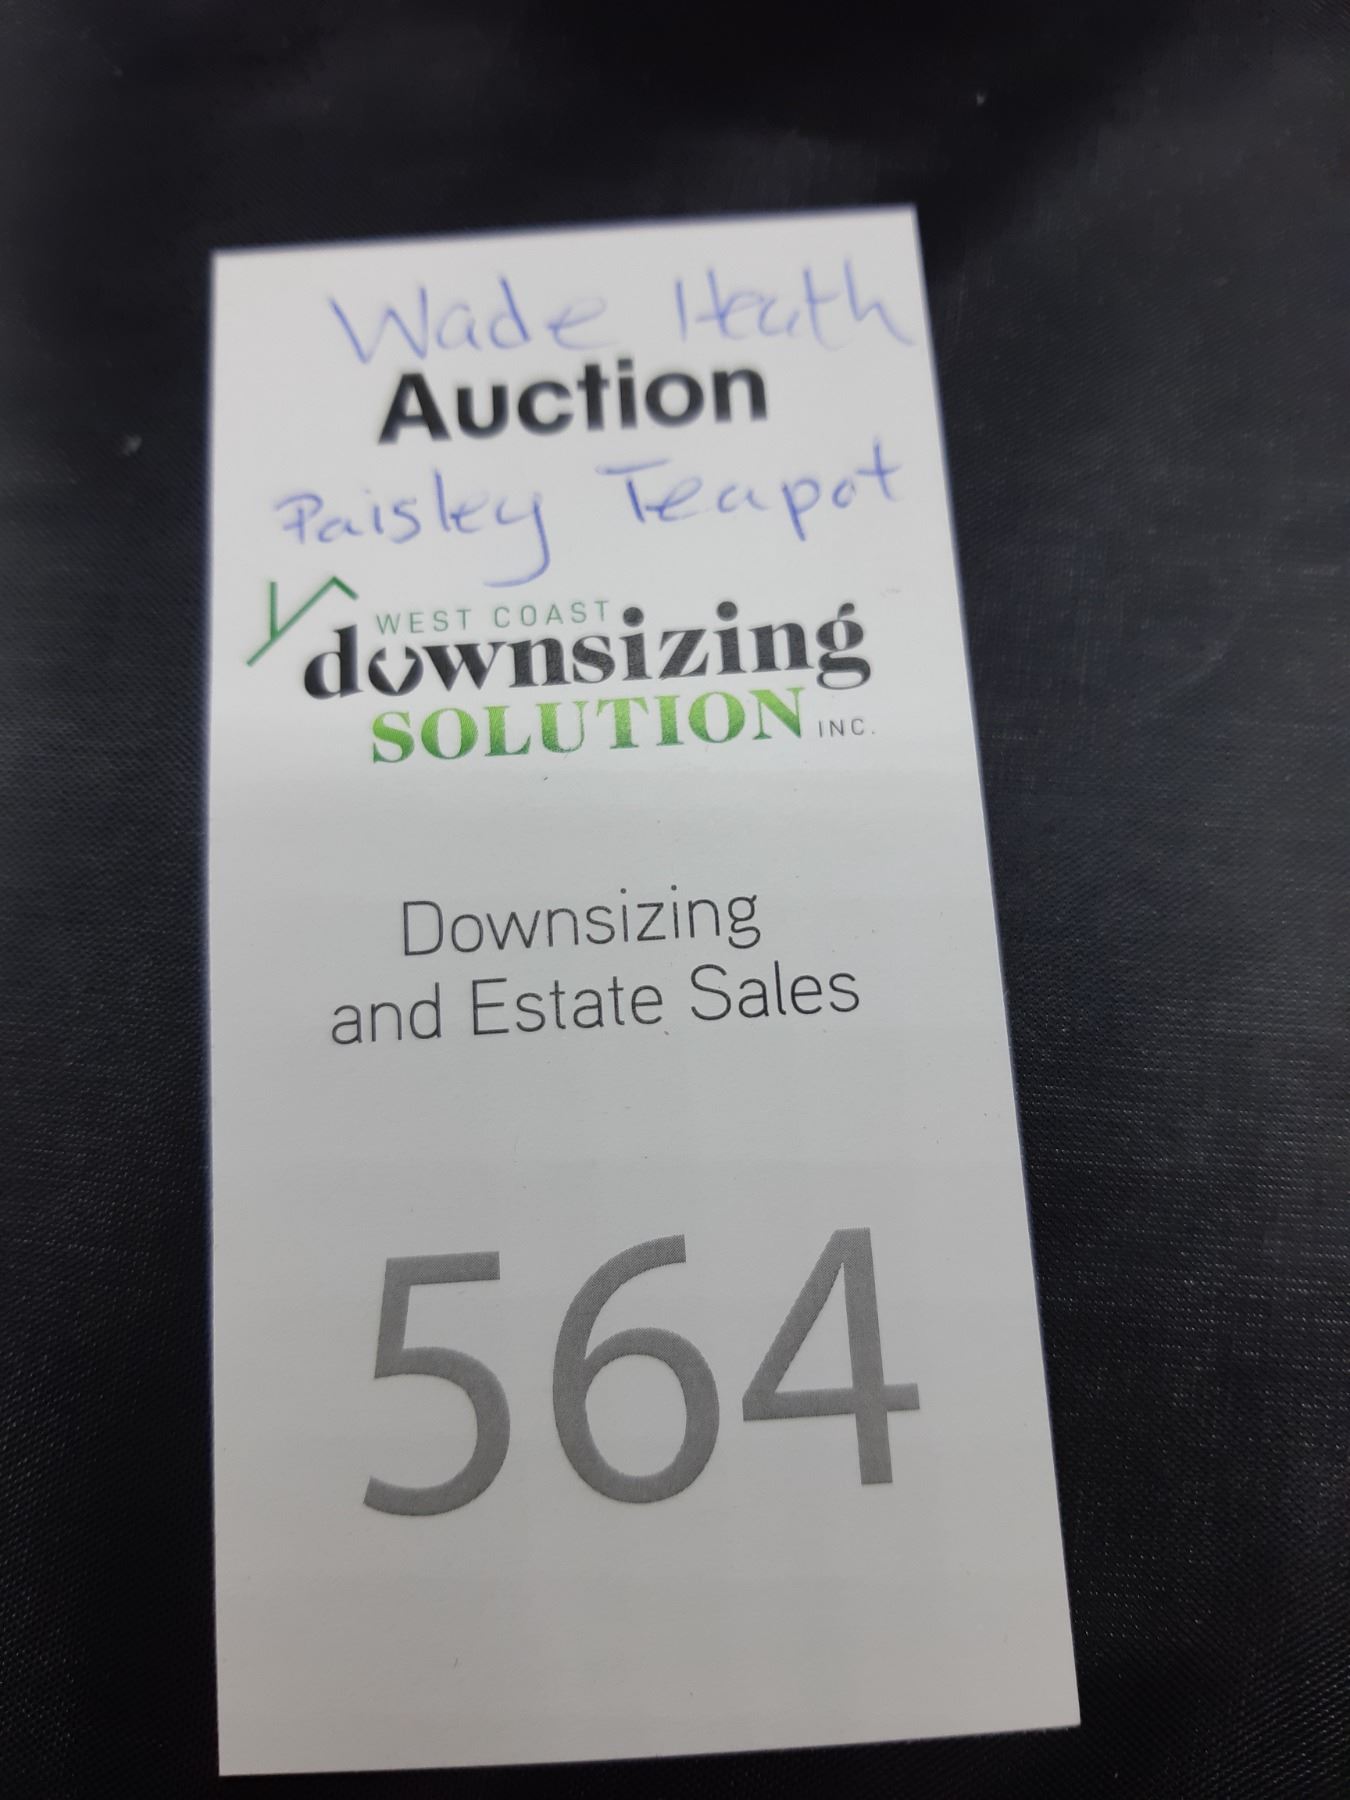 Wade Heath
Auction
Paisley Teapot
WEST COAST
downsizing
SOLUTION INC.
Downsizing
and Estate Sales
564